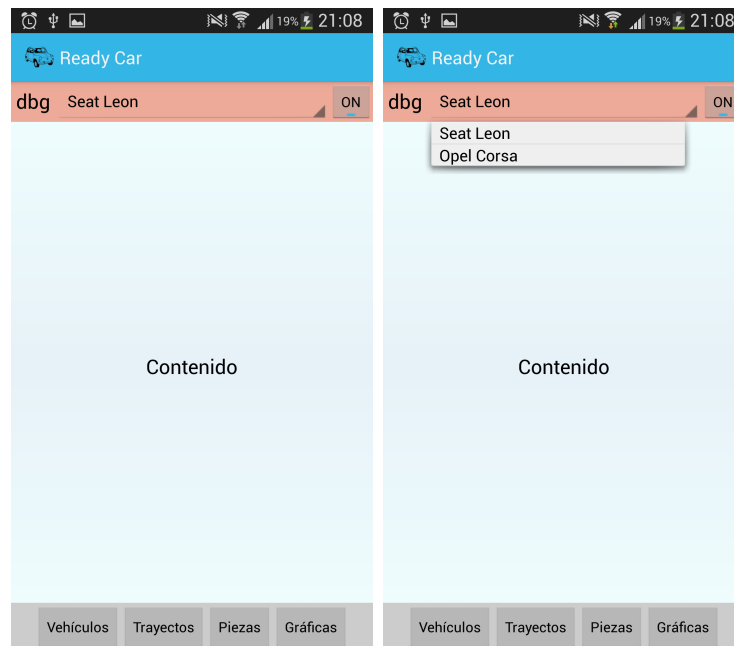 19% 21:08
Ready Car
dbg Seat Leon ON
Contenido
Vehículos Trayectos Piezas Gráficas
19% 21:08
Ready Car
dbg Seat Leon ON
Seat Leon
Opel Corsa
Contenido
Vehículos Trayectos Piezas Gráficas